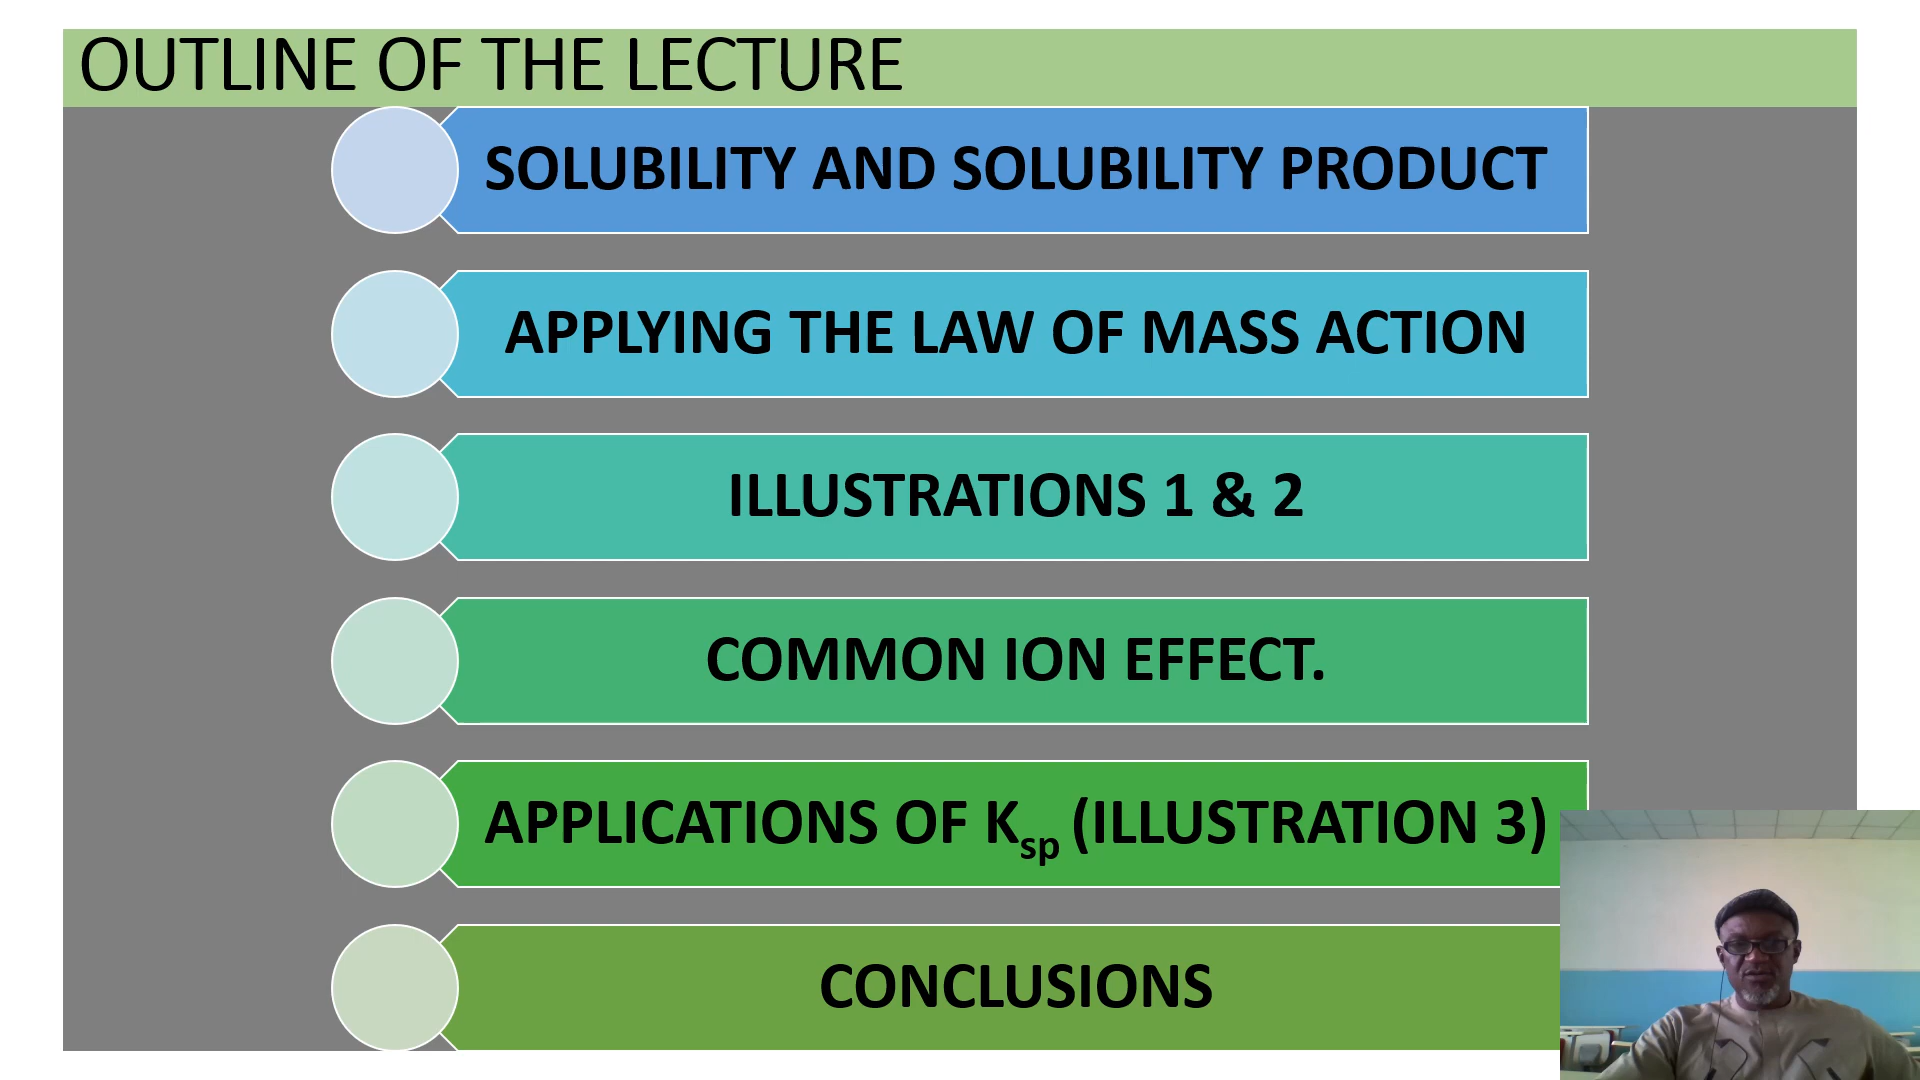 OUTLINE OF THE LECTURE
SOLUBILITY AND SOLUBILITY PRODUCT
APPLYING THE LAW OF MASS ACTION
ILLUSTRATIONS 1 & 2
COMMON ION EFFECT.
APPLICATIONS OF Ksp (ILLUSTRATION 3)
CONCLUSIONS